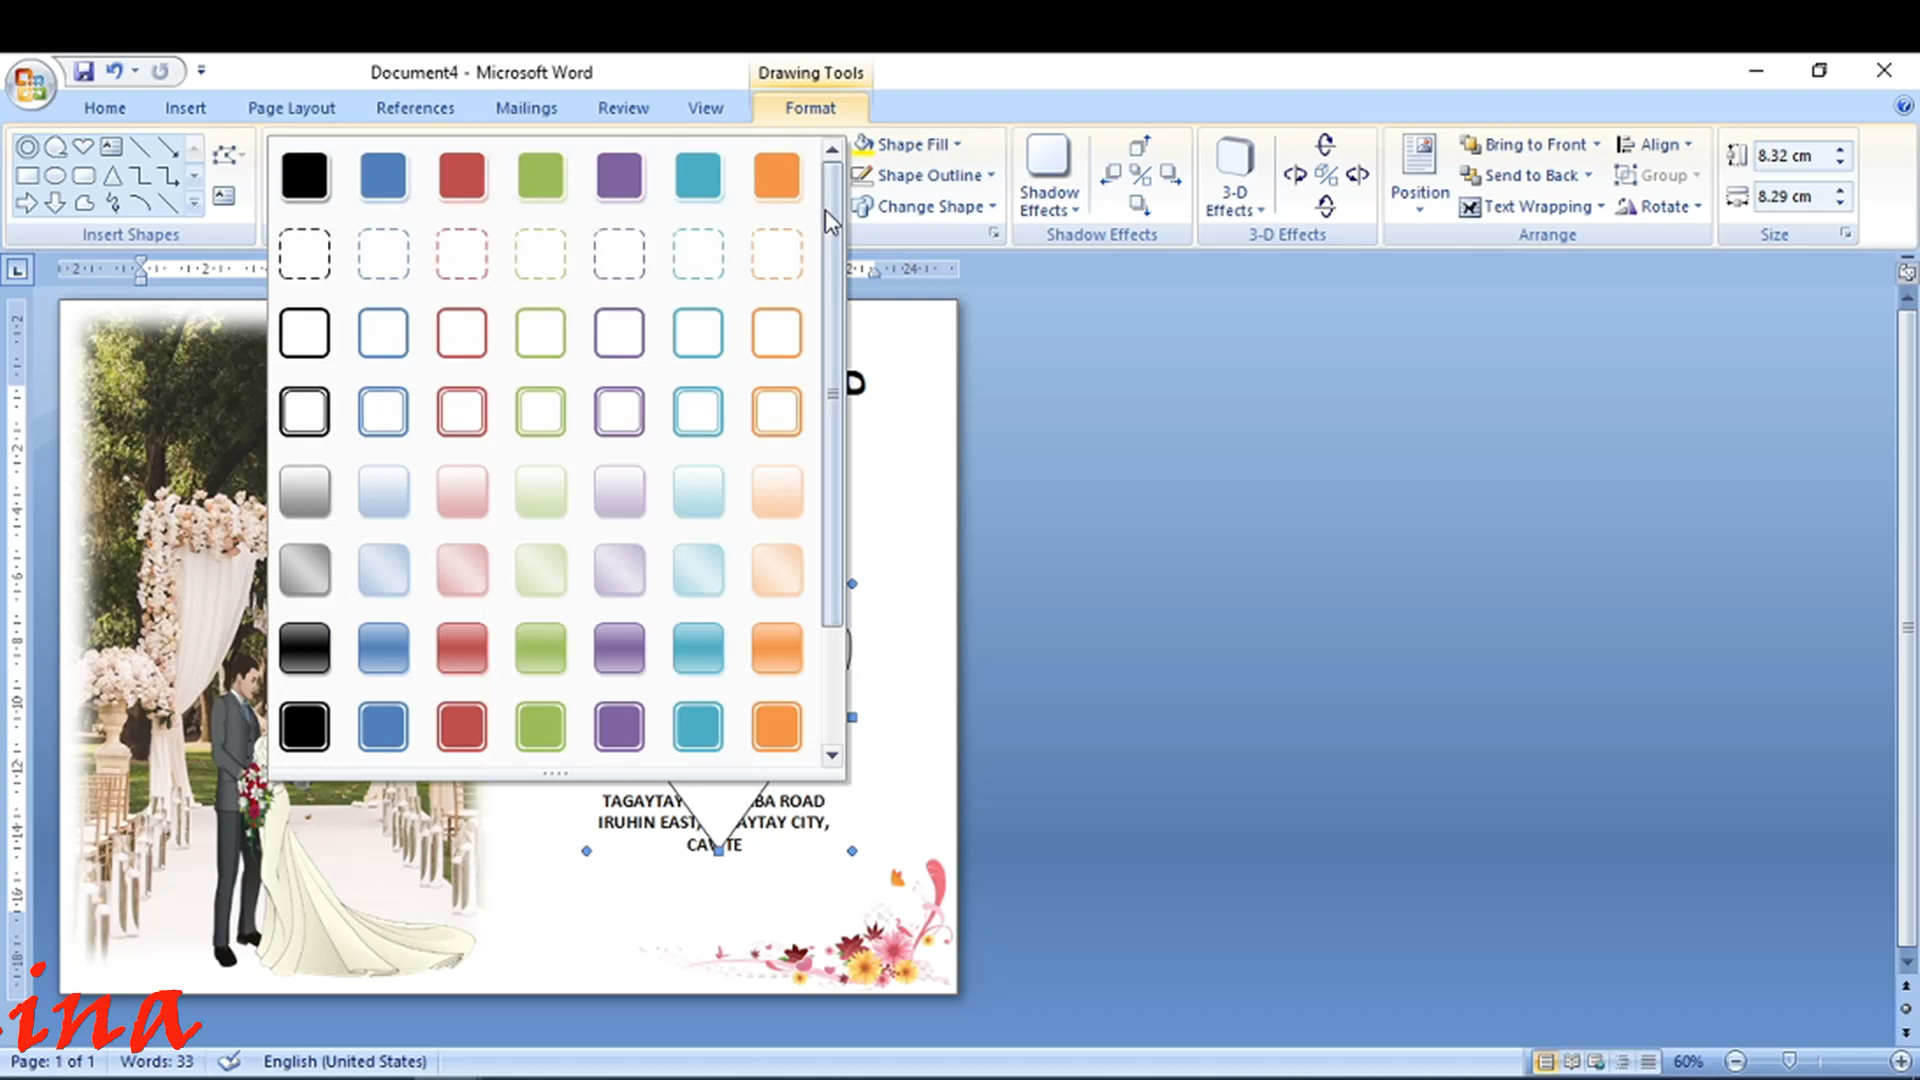 Document4 - Microsoft Word
Drawing Tools
Home
Insert
Page Layout
References
Mailings
Review
View
Format
Shape Fill
Shape Outline
Change Shape
Shadow Effects
3-D Effects
Position
Bring to Front
Send to Back
Text Wrapping
Align
Group
Rotate
8.32 cm
8.29 cm
Insert Shapes
Shadow Effects
3-D Effects
Arrange
Size
TAGAYTAY BA ROAD
IRUHIN EAST, AYTAY CITY,
CAV TE
ina
Page: 1 of 1
Words: 33
English (United States)
60%